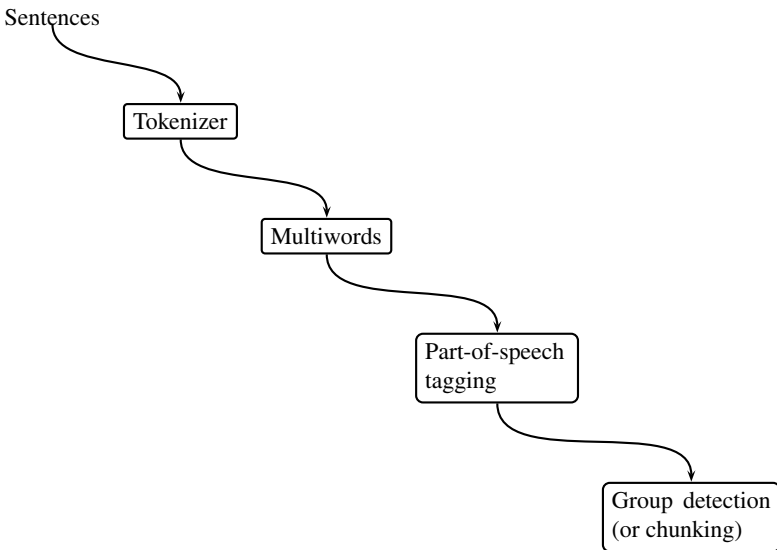 Sentences
Tokenizer
Multiwords
Part-of-speech
tagging
Group detection
(or chunking)